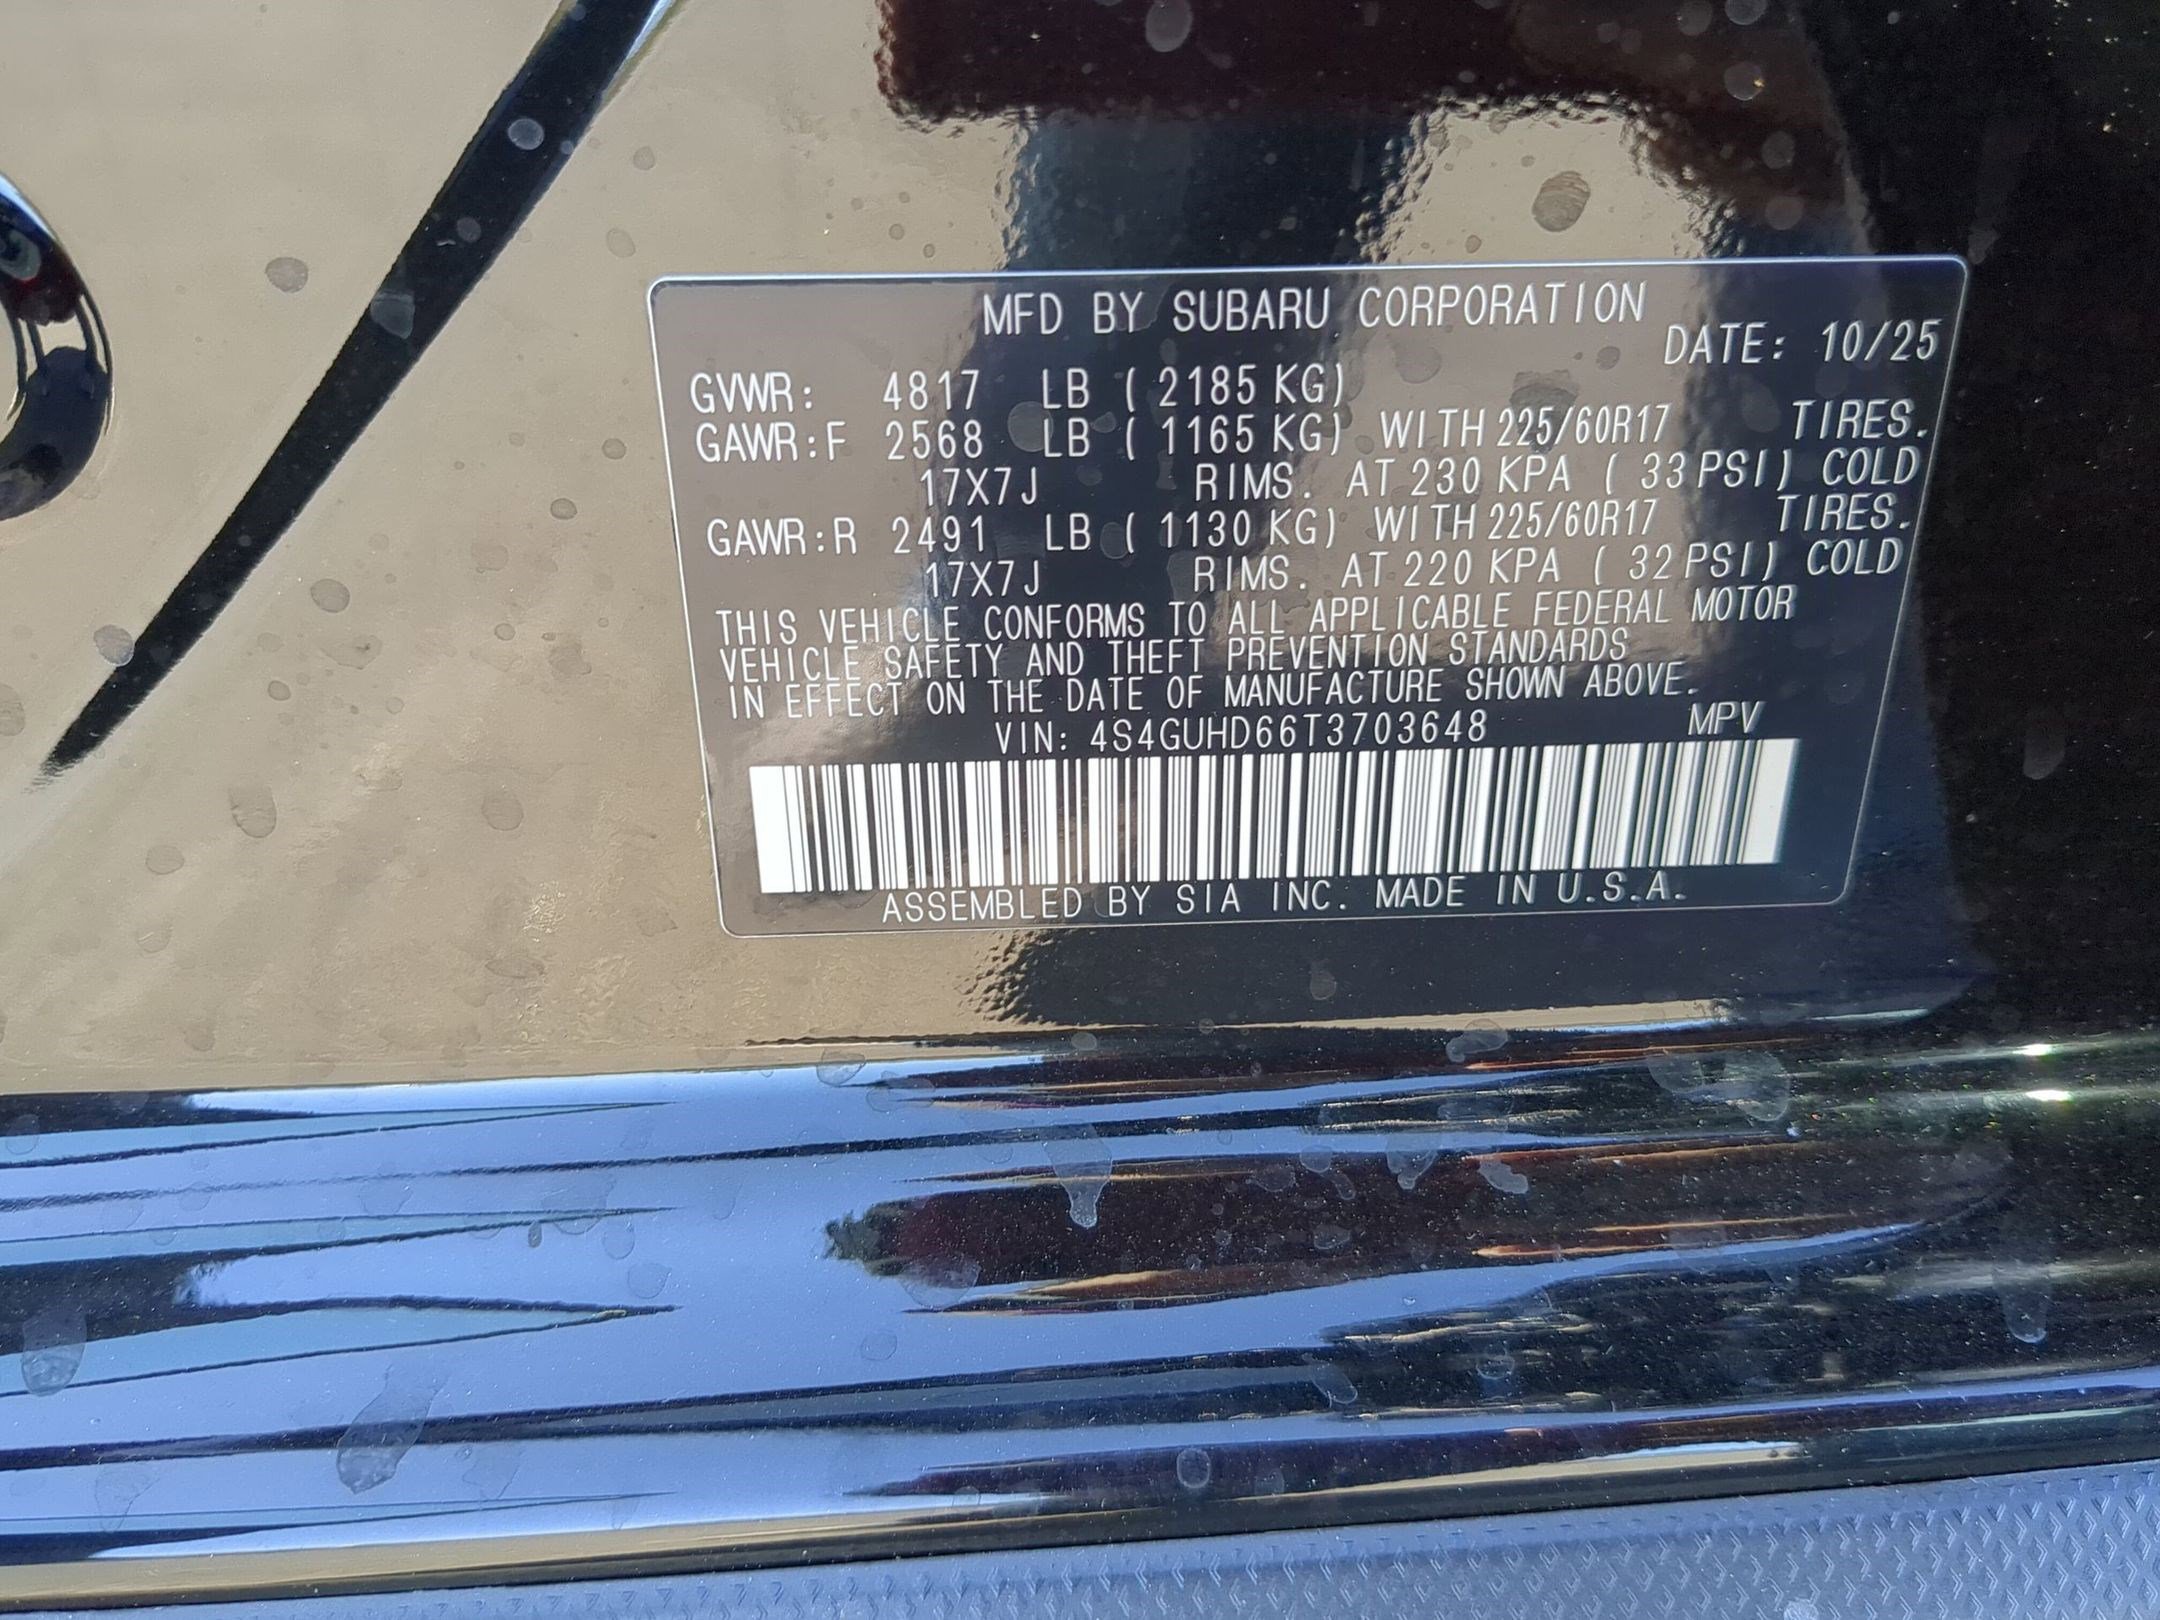 MFD BY SUBARU CORPORATION
DATE: 10/25
GVWR: 4817 LB ( 2185 KG)
GAWR:F 2568 LB ( 1165 KG) WITH 225/60R17 TIRES.
17X7J RIMS. AT 230 KPA ( 33 PSI) COLD
GAWR:R 2491 LB ( 1130 KG) WITH 225/60R17 TIRES.
17X7J RIMS. AT 220 KPA ( 32 PSI) COLD
THIS VEHICLE CONFORMS TO ALL APPLICABLE FEDERAL MOTOR
VEHICLE SAFETY AND THEFT PREVENTION STANDARDS
IN EFFECT ON THE DATE OF MANUFACTURE SHOWN ABOVE.
VIN: 4S4GUHD66T3703648 MPV
ASSEMBLED BY SIA INC. MADE IN U.S.A.